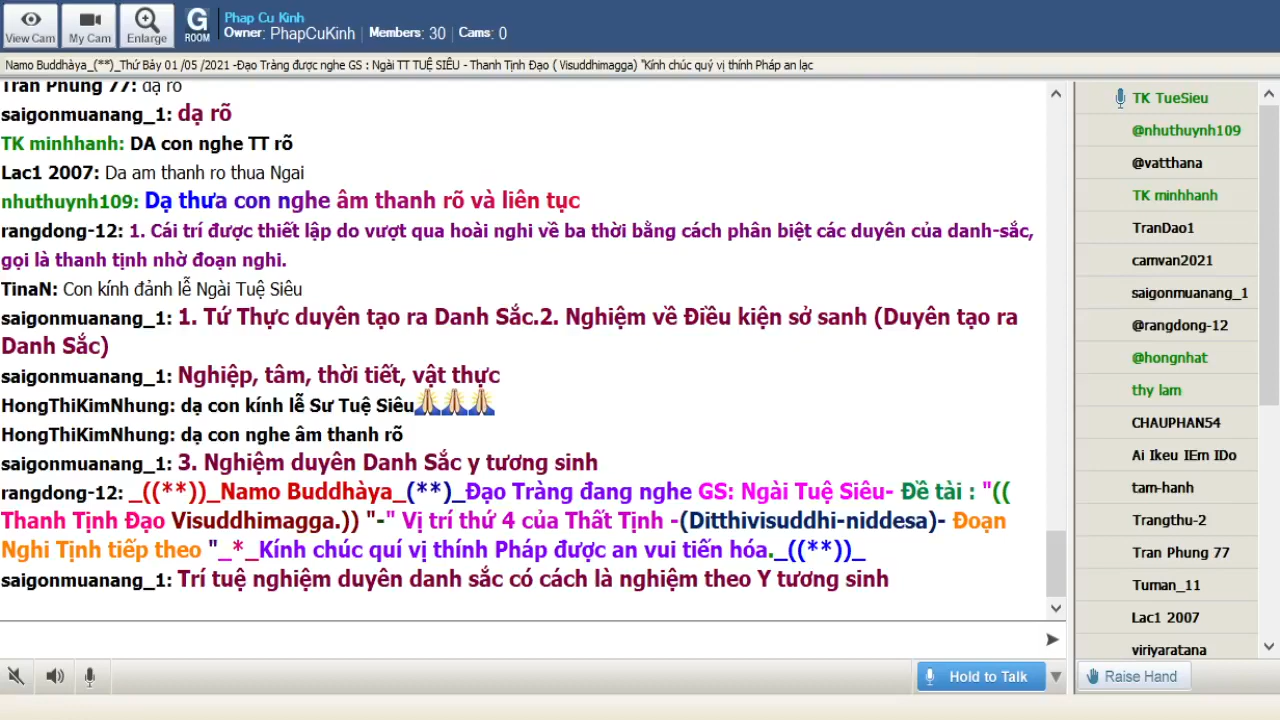 View Cam
My Cam
Enlarge
G
ROOM
Phap Cu Kinh
Owner: PhapCuKinh Members: 30 Cams: 0
Namo Buddhàya_(**)_Thứ Bảy 01 /05 /2021 -Đạo Tràng được nghe GS : Ngài TT TUỆ SIÊU - Thanh Tịnh Đạo ( Visuddhimagga) "Kính chúc quý vị thính Pháp an lạc
Tran Phung 77: dạ rõ
saigonmuanang_1: dạ rõ
TK minhhanh: DA con nghe TT rõ
Lac1 2007: Da am thanh ro thua Ngai
nhuthuynh109: Dạ thưa con nghe âm thanh rõ và liên tục
rangdong-12: 1. Cái trí được thiết lập do vượt qua hoài nghi về ba thời bằng cách phân biệt các duyên của danh-sắc,
gọi là thanh tịnh nhờ đoạn nghi.
TinaN: Con kính đảnh lễ Ngài Tuệ Siêu
saigonmuanang_1: 1. Tứ Thực duyên tạo ra Danh Sắc.2. Nghiệm về Điều kiện sở sanh (Duyên tạo ra
Danh Sắc)
saigonmuanang_1: Nghiệp, tâm, thời tiết, vật thực
HongThiKimNhung: dạ con kính lễ Sư Tuệ Siêu
HongThiKimNhung: dạ con nghe âm thanh rõ
saigonmuanang_1: 3. Nghiệm duyên Danh Sắc y tương sinh
rangdong-12: _((**))_Namo Buddhàya_(**)_Đạo Tràng đang nghe GS: Ngài Tuệ Siêu- Đề tài : "((
Thanh Tịnh Đạo Visuddhimagga.)) "-" Vị trí thứ 4 của Thất Tịnh -(Ditthivisuddhi-niddesa)- Đoạn
Nghi Tịnh tiếp theo "_*_Kính chúc quí vị thính Pháp được an vui tiến hóa._((**))_
saigonmuanang_1: Trí tuệ nghiệm duyên danh sắc có cách là nghiệm theo Y tương sinh
TK TueSieu
@nhuthuynh109
@vatthana
TK minhhanh
TranDao1
camvan2021
saigonmuanang_1
@rangdong-12
@hongnhat
thy lam
CHAUPHAN54
Ai Ikeu IEm IDo
tam-hanh
Trangthu-2
Tran Phung 77
Tuman_11
Lac1 2007
viriyaratana
Hold to Talk
Raise Hand